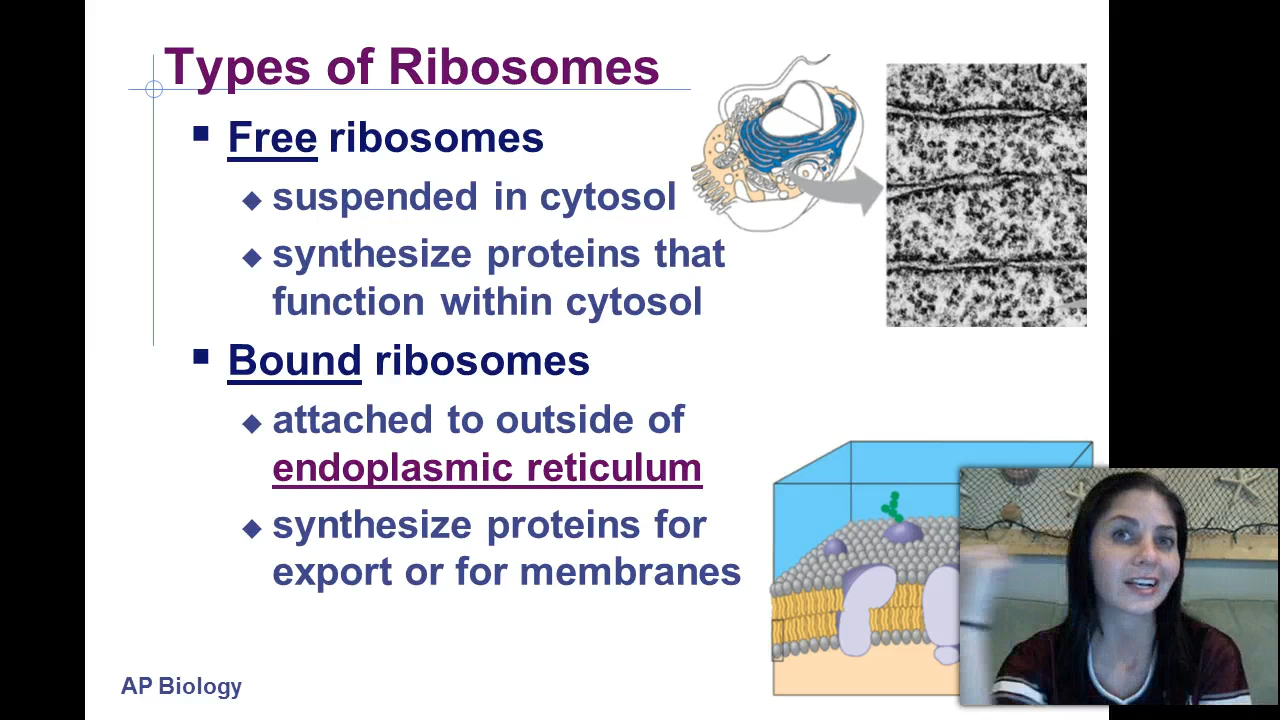 Types of Ribosomes
Free ribosomes
suspended in cytosol
synthesize proteins that
function within cytosol
Bound ribosomes
attached to outside of
endoplasmic reticulum
synthesize proteins for
export or for membranes
AP Biology